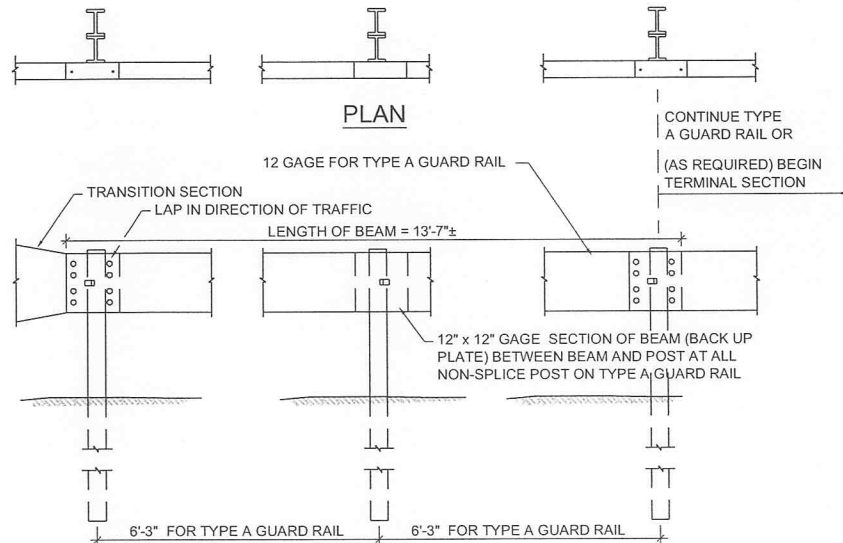 PLAN
CONTINUE TYPE
A GUARD RAIL OR
(AS REQUIRED) BEGIN
TERMINAL SECTION
12 GAGE FOR TYPE A GUARD RAIL
TRANSITION SECTION
LAP IN DIRECTION OF TRAFFIC
LENGTH OF BEAM = 13'-7"±
12" x 12" GAGE SECTION OF BEAM (BACK UP
PLATE) BETWEEN BEAM AND POST AT ALL
NON-SPLICE POST ON TYPE A GUARD RAIL
6'-3" FOR TYPE A GUARD RAIL
6'-3" FOR TYPE A GUARD RAIL